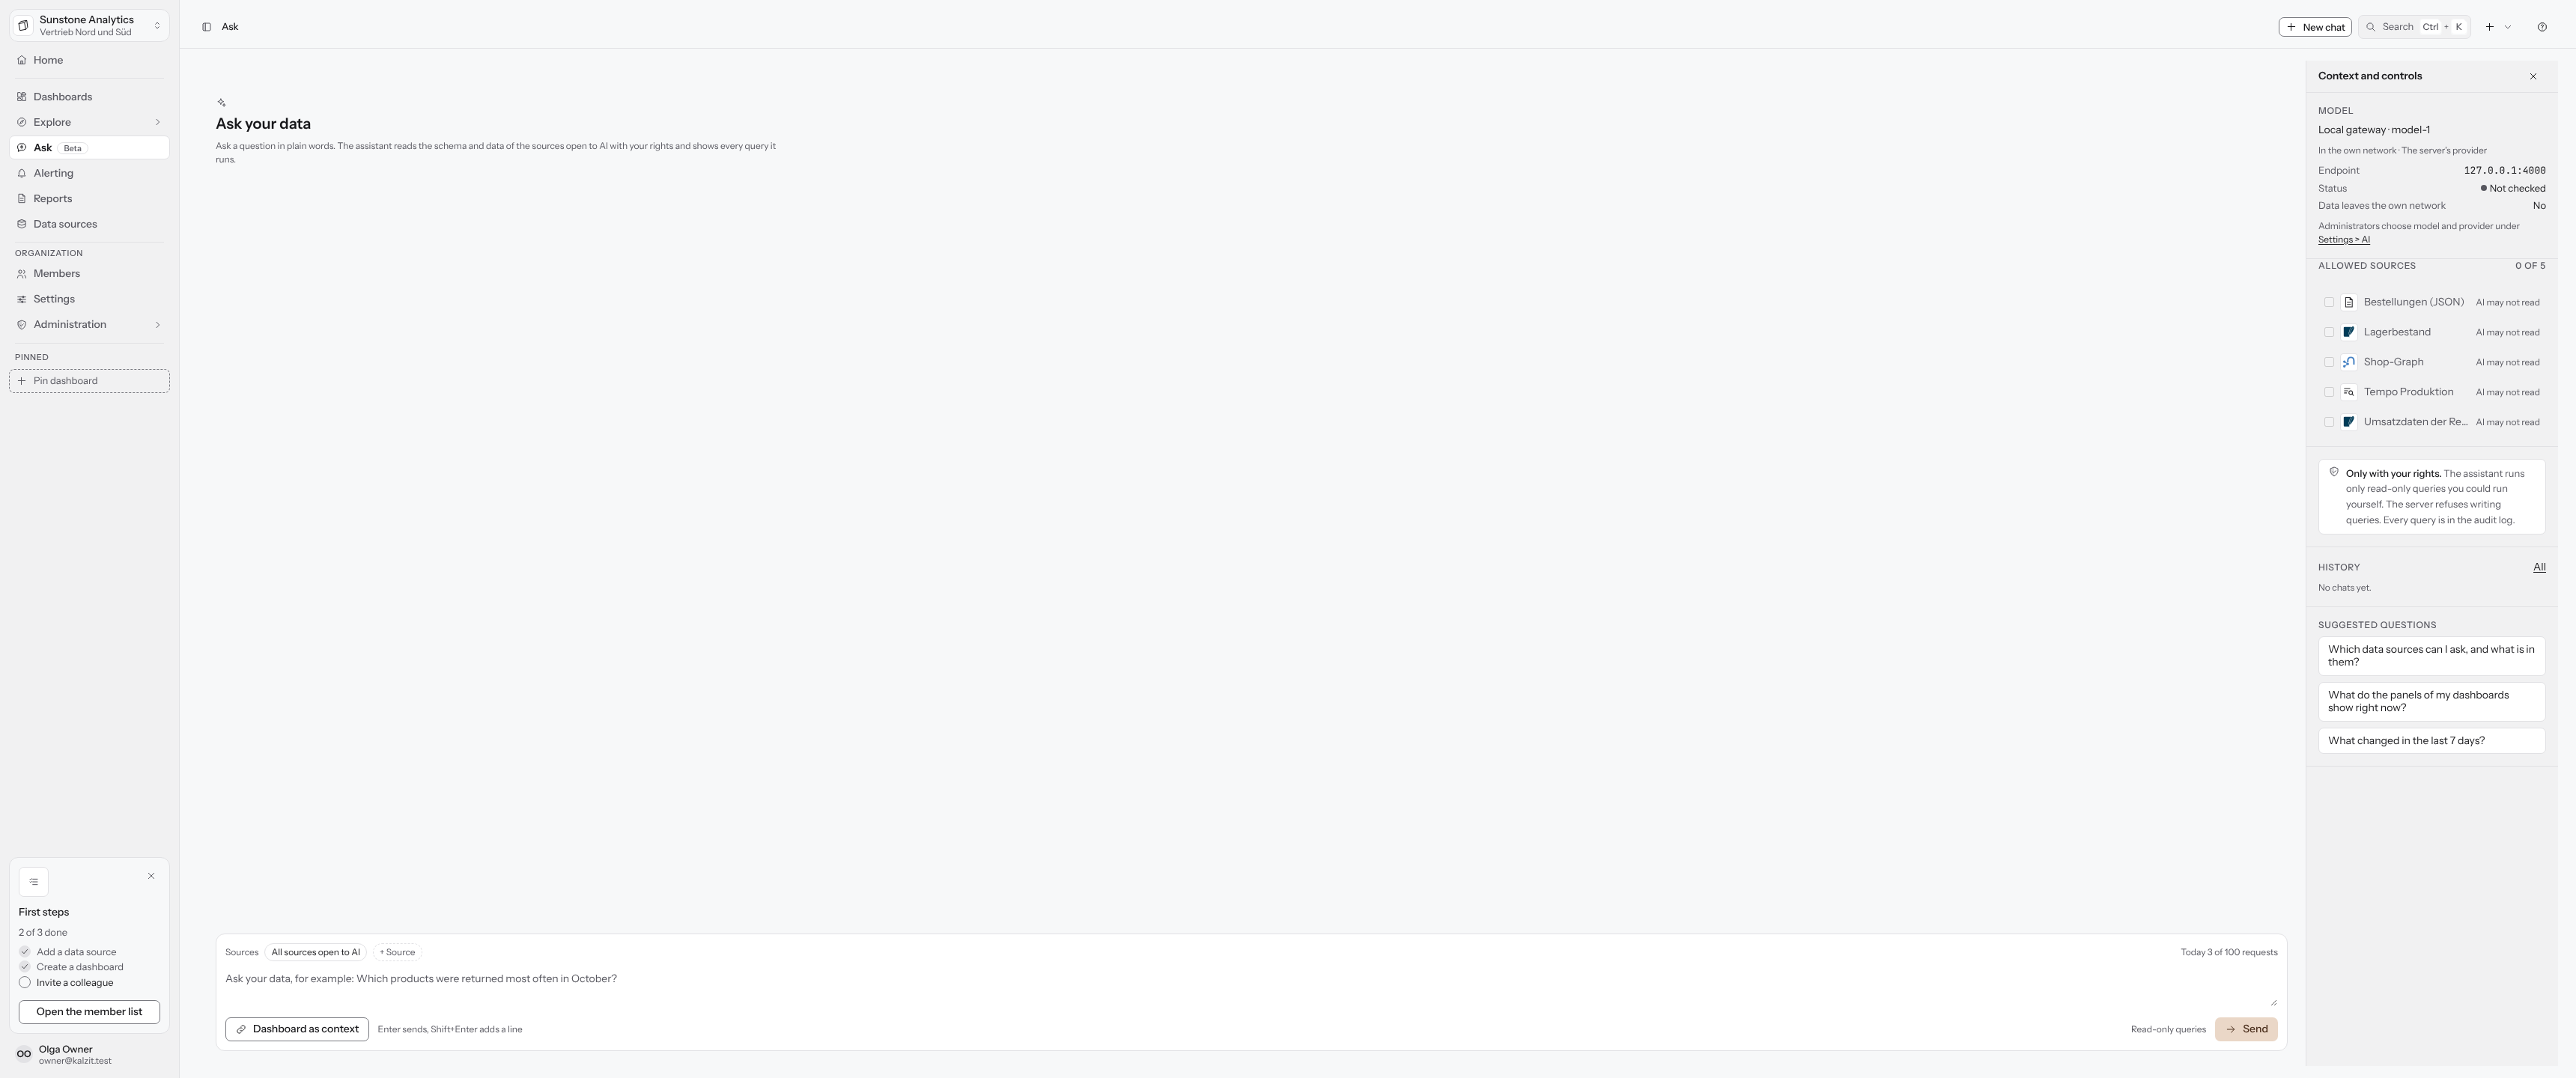 Sunstone Analytics
Vertrieb Nord und Süd
Home
Dashboards
Explore
Ask Beta
Alerting
Reports
Data sources
ORGANIZATION
Members
Settings
Administration
PINNED
Pin dashboard
First steps
2 of 3 done
Add a data source
Create a dashboard
Invite a colleague
Open the member list
OO
Olga Owner
owner@kalzit.test
Ask
New chat
Search Ctrl + K
Ask your data
Ask a question in plain words. The assistant reads the schema and data of the sources open to AI with your rights and shows every query it
runs.
Sources All sources open to AI + Source
Today 3 of 100 requests
Ask your data, for example: Which products were returned most often in October?
Dashboard as context Enter sends, Shift+Enter adds a line
Read-only queries Send
Context and controls
MODEL
Local gateway · model-1
In the own network · The server's provider
Endpoint 127.0.0.1:4000
Status Not checked
Data leaves the own network No
Administrators choose model and provider under
Settings > AI
ALLOWED SOURCES 0 OF 5
Bestellungen (JSON) AI may not read
Lagerbestand AI may not read
Shop-Graph AI may not read
Tempo Produktion AI may not read
Umsatzdaten der Re... AI may not read
Only with your rights. The assistant runs
only read-only queries you could run
yourself. The server refuses writing
queries. Every query is in the audit log.
HISTORY All
No chats yet.
SUGGESTED QUESTIONS
Which data sources can I ask, and what is in
them?
What do the panels of my dashboards
show right now?
What changed in the last 7 days?